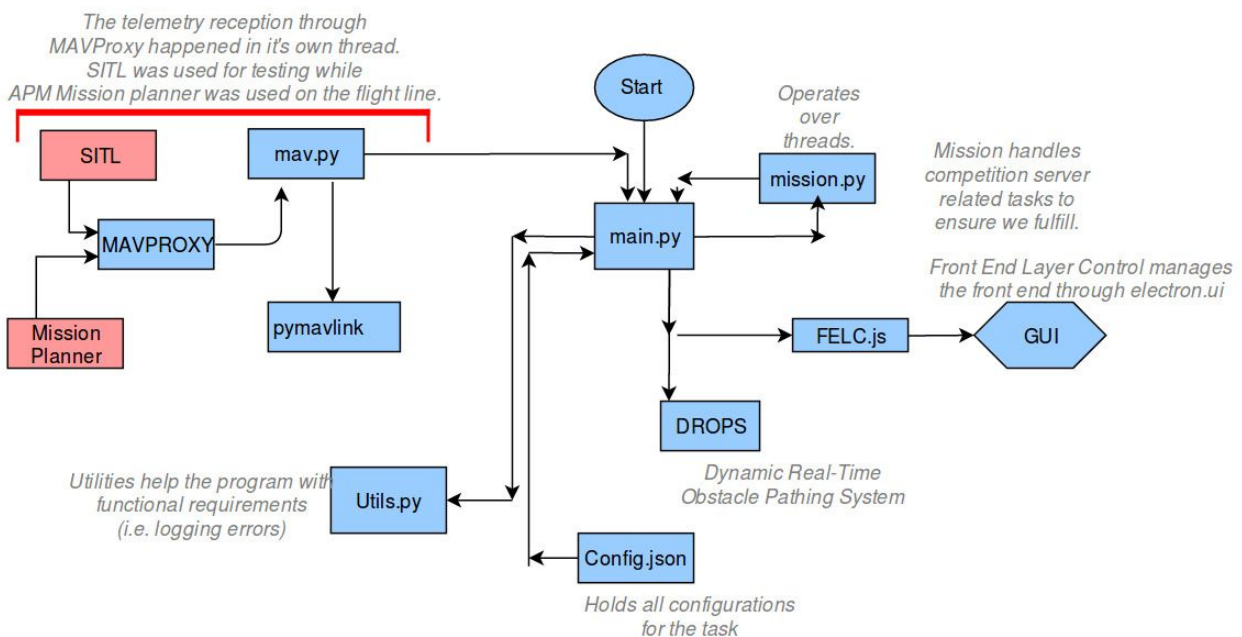 The telemetry reception through
MAVProxy happened in it's own thread.
SITL was used for testing while
APM Mission planner was used on the flight line.
Start
Operates
over
threads.
SITL
mav.py
mission.py
Mission handles
competition server
related tasks to
ensure we fulfill.
MAVPROXY
main.py
Front End Layer Control manages
the front end through electron.ui
Mission
Planner
pymavlink
FELC.js
GUI
DROPS
Dynamic Real-Time
Obstacle Pathing System
Utilities help the program with
functional requirements
(i.e. logging errors)
Utils.py
Config.json
Holds all configurations
for the task